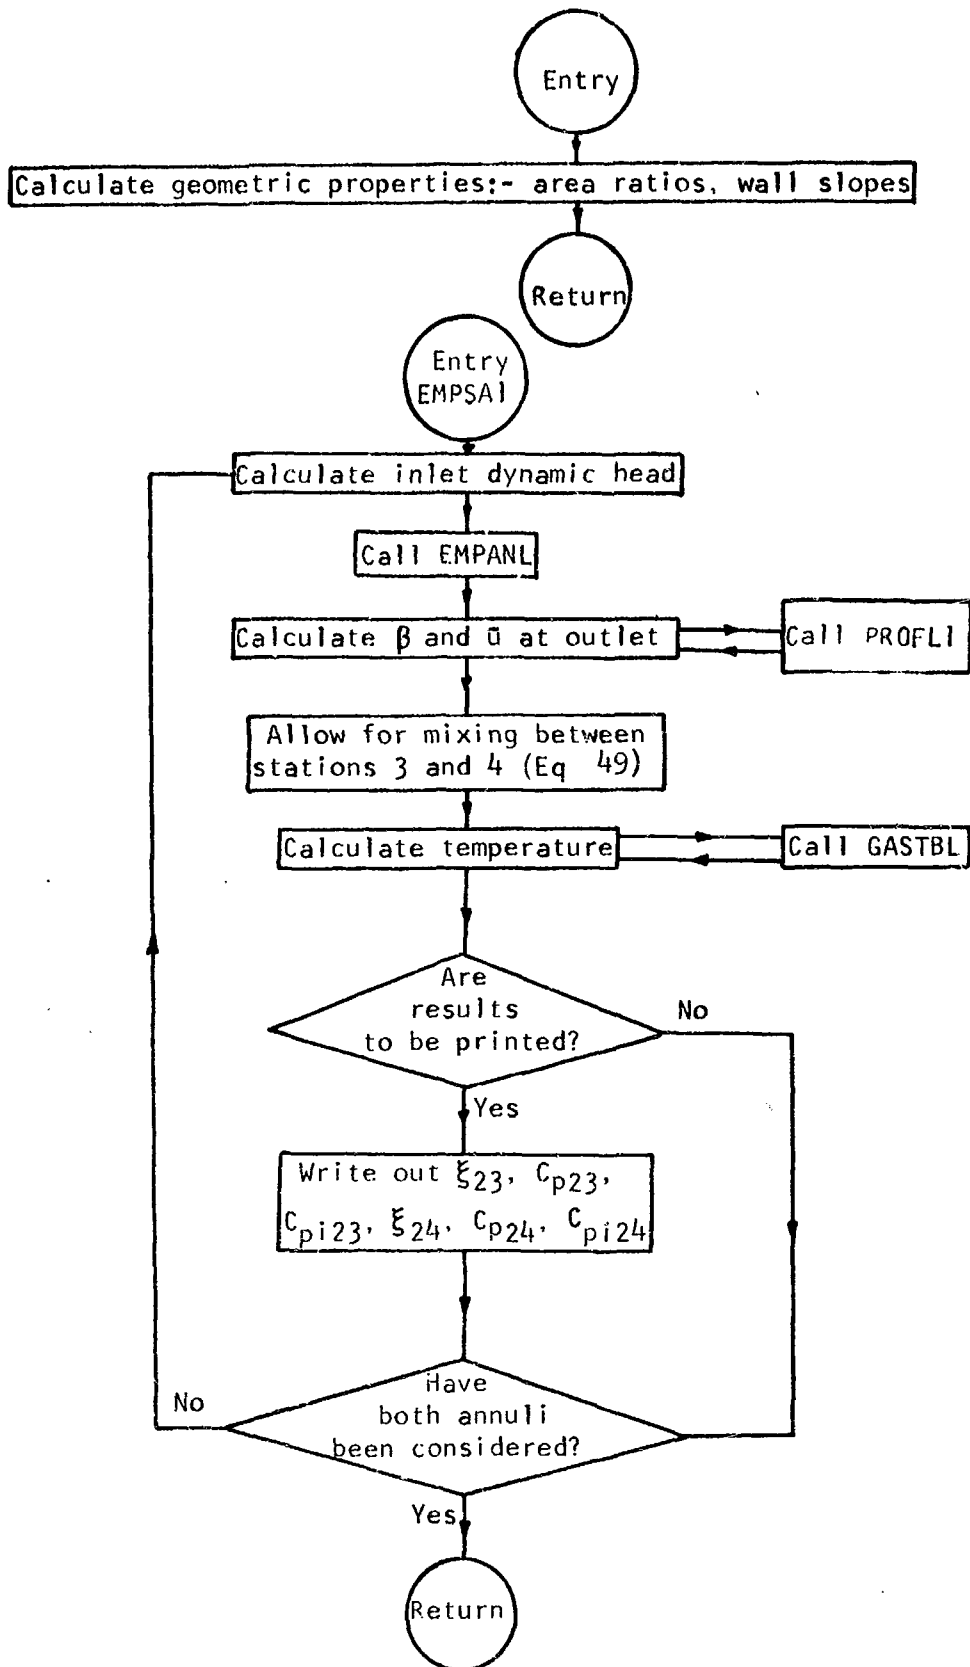 Entry
Calculate geometric properties:- area ratios, wall slopes
Return
Entry
EMPSA1
Calculate inlet dynamic head
Call EMPANL
Calculate β and ū at outlet
Call PROFL1
Allow for mixing between
stations 3 and 4 (Eq 49)
Calculate temperature
Call GASTBL
Are
results
to be printed?
No
Yes
Write out ξ23, Cp23,
Cpi23, ξ24, Cp24, Cpi24
Have
both annuli
been considered?
No
Yes
Return